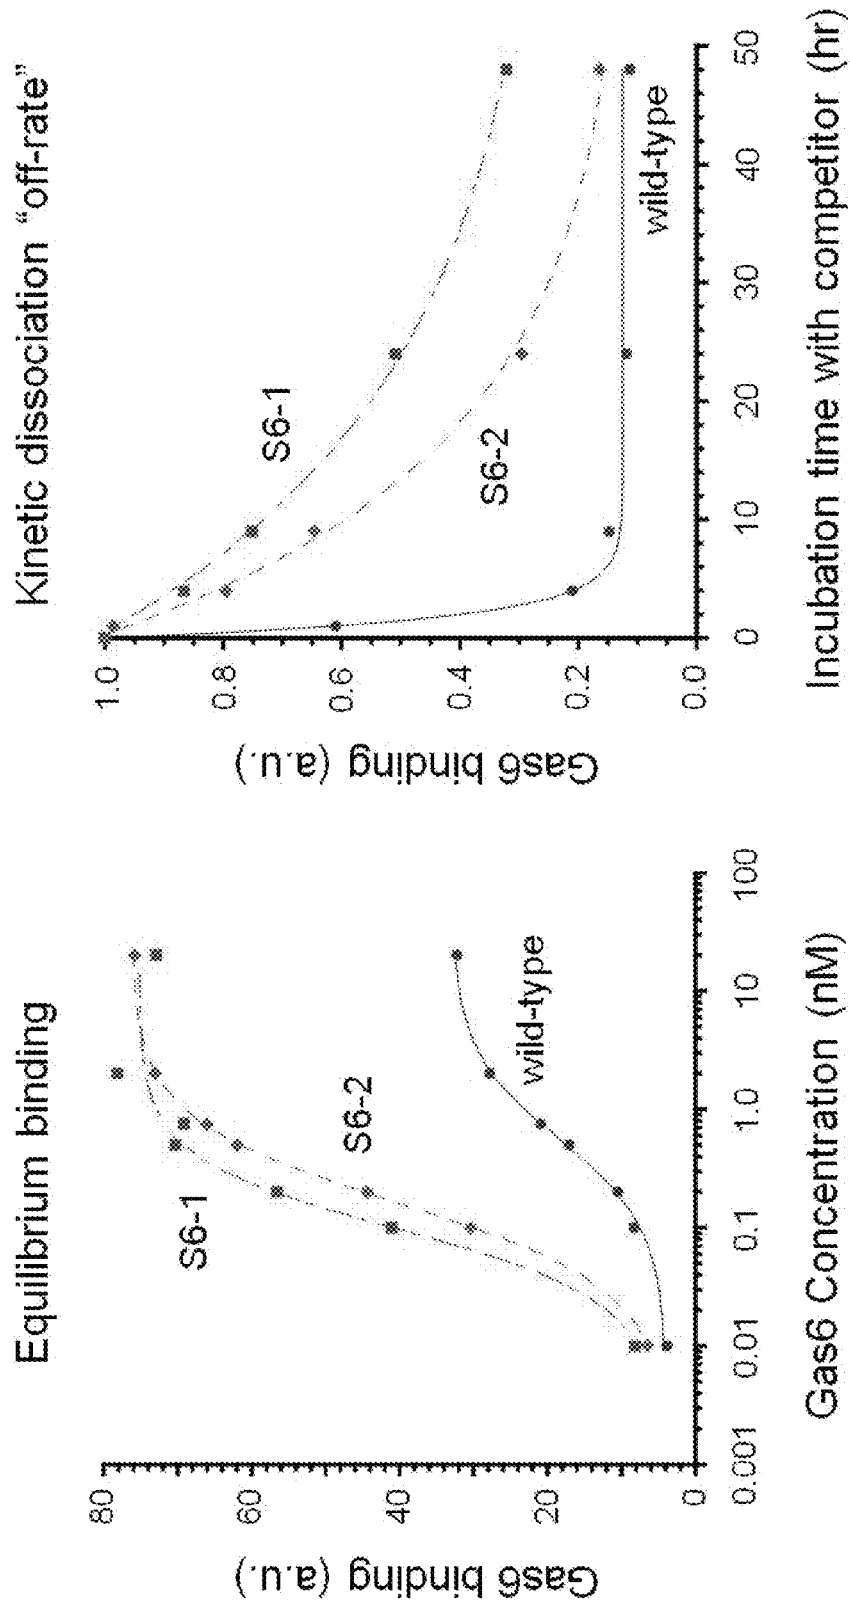 Equilibrium binding
Gas6 binding (a.u.)
80
60
40
20
0
S6-1
S6-2
wild-type
0.001
0.01
0.1
1.0
10
100
Gas6 Concentration (nM)
Kinetic dissociation “off-rate”
Gas6 binding (a.u.)
1.0
0.8
0.6
0.4
0.2
0.0
S6-1
S6-2
wild-type
0
10
20
30
40
50
Incubation time with competitor (hr)